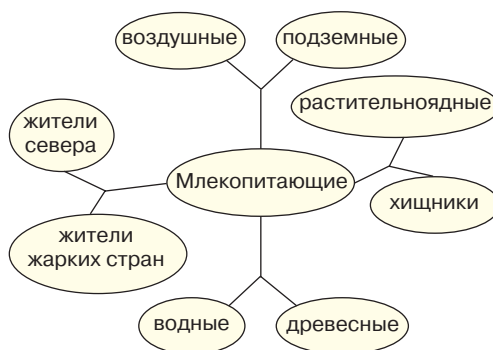 воздушные
подземные
растительноядные
жители
севера
Млекопитающие
хищники
жители
жарких стран
водные
древесные